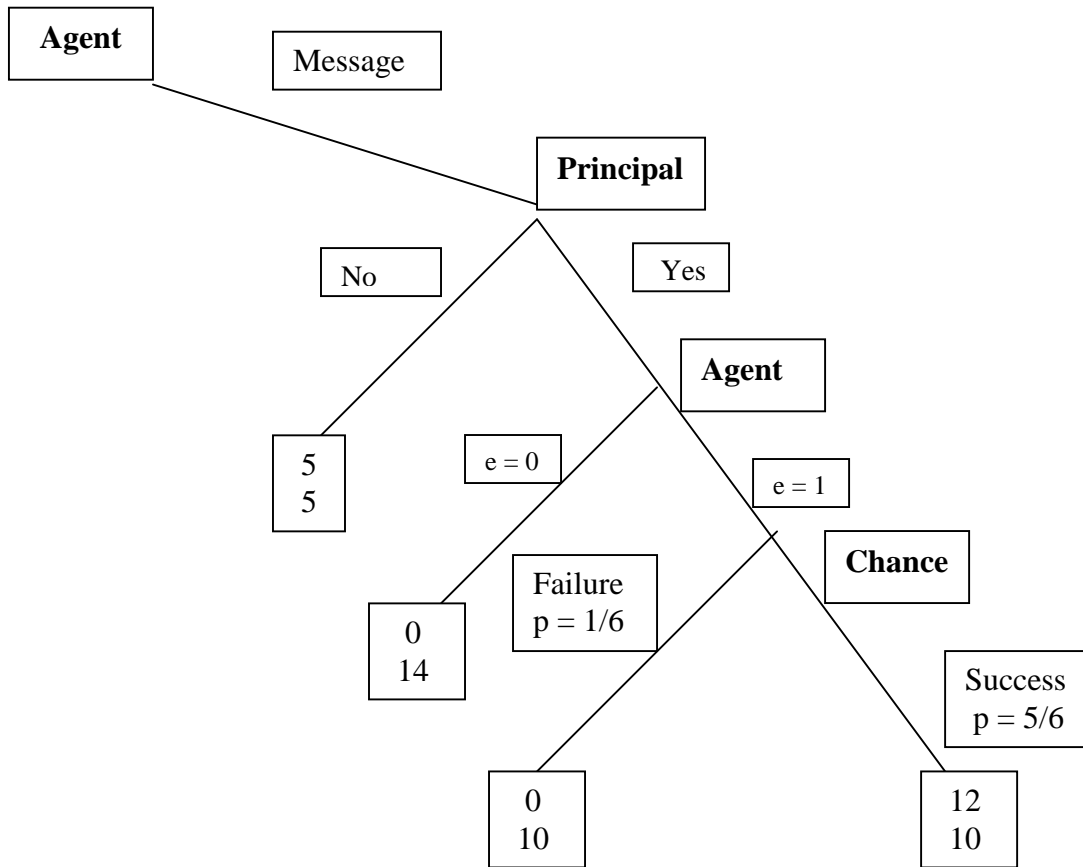 Agent
Message
Principal
No
Yes
Agent
5
5
e = 0
e = 1
Chance
Failure
p = 1/6
0
14
Success
p = 5/6
0
10
12
10